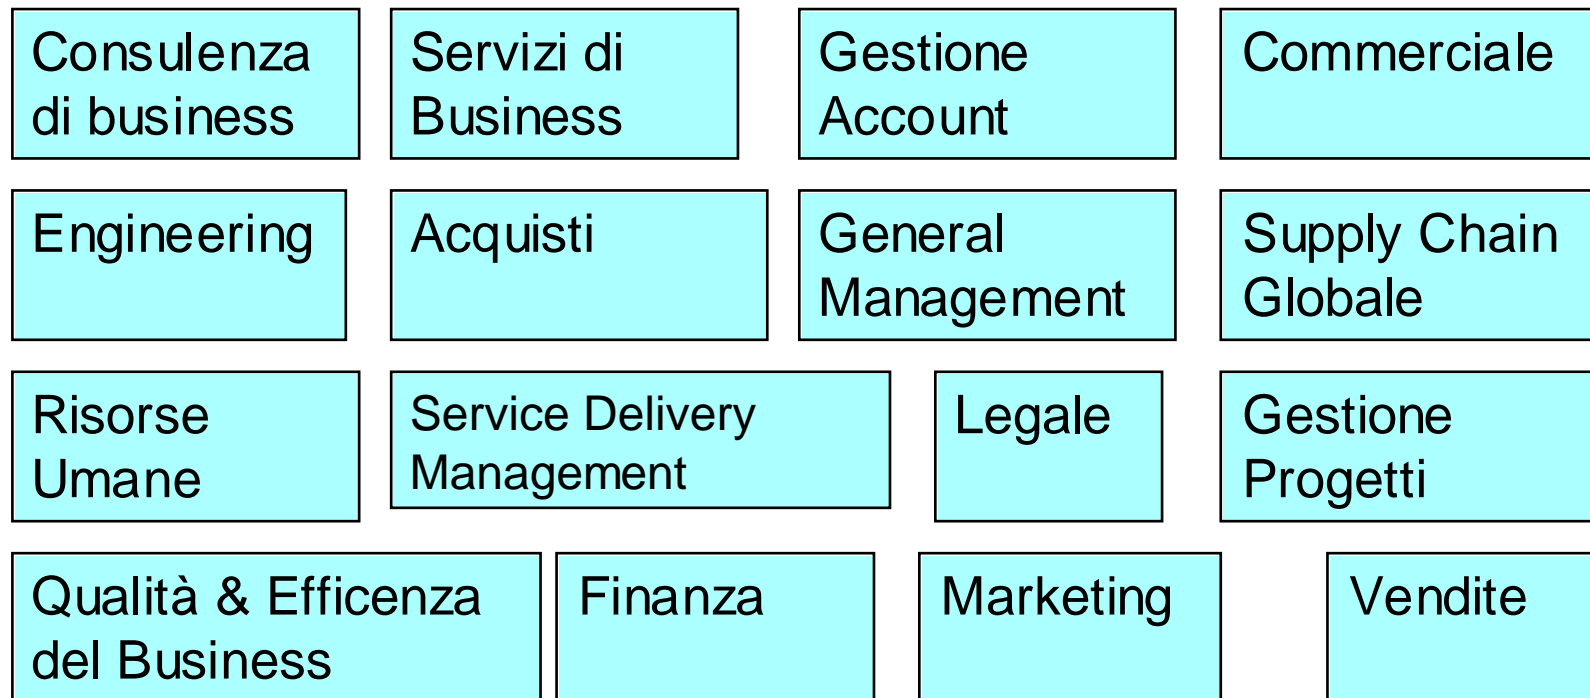 Consulenza
di business
Servizi di
Business
Gestione
Account
Commerciale
Engineering
Acquisti
General
Management
Supply Chain
Globale
Risorse
Umane
Service Delivery
Management
Legale
Gestione
Progetti
Qualità & Efficenza
del Business
Finanza
Marketing
Vendite